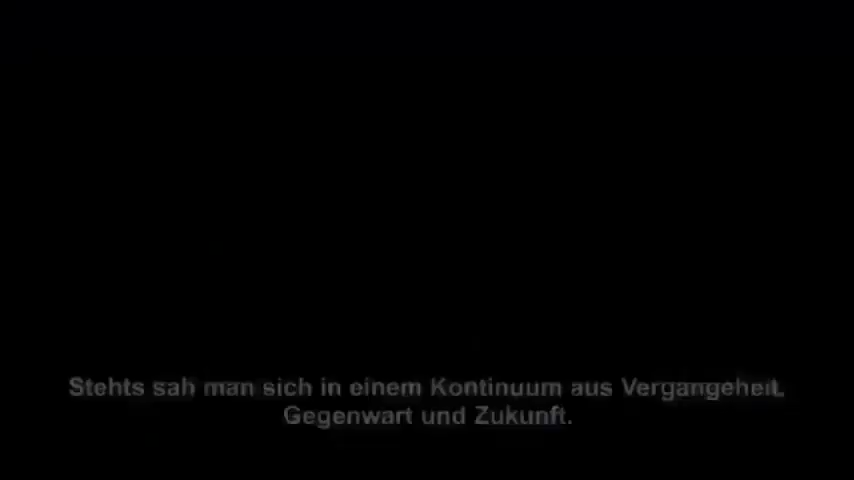 Stehts sah man sich in einem Kontinuum aus Vergangeheit,
Gegenwart und Zukunft.